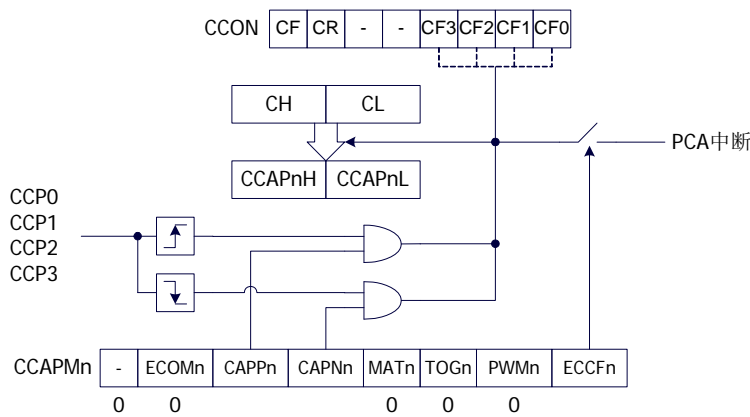 CCON CF CR - - CF3 CF2 CF1 CF0
CH CL
PCA中断
CCAPnH CCAPnL
CCP0
CCP1
CCP2
CCP3
CCAPMn - ECOMn CAPPn CAPNn MATn TOGn PWMn ECCFn
0 0 0 0 0